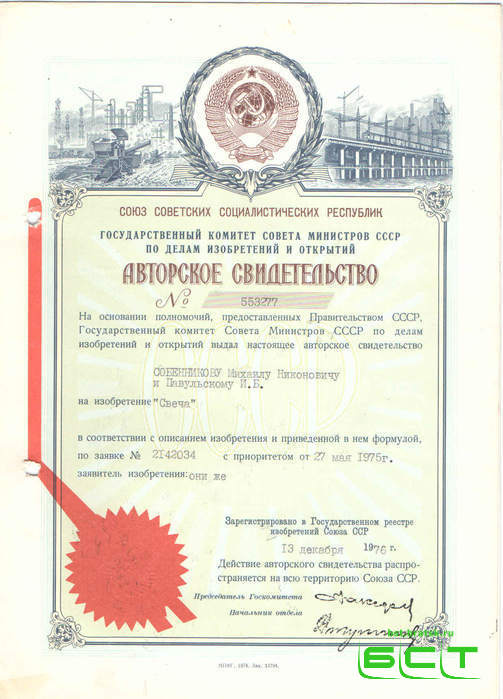 СОЮЗ СОВЕТСКИХ СОЦИАЛИСТИЧЕСКИХ РЕСПУБЛИК
ГОСУДАРСТВЕННЫЙ КОМИТЕТ СОВЕТА МИНИСТРОВ СССР
ПО ДЕЛАМ ИЗОБРЕТЕНИЙ И ОТКРЫТИЙ
АВТОРСКОЕ СВИДЕТЕЛЬСТВО
№ 553277
На основании полномочий, предоставленных Правительством СССР,
Государственный комитет Совета Министров СССР по делам
изобретений и открытий выдал настоящее авторское свидетельство
СОБЕННИКОВУ Михаилу Никоновичу
и Павульскому И.Б.
на изобретение "Свеча"
в соответствии с описанием изобретения и приведенной в нем формулой,
по заявке № 2142034 с приоритетом от 27 мая 1975г.
заявитель изобретения: они же
Зарегистрировано в Государственном реестре
изобретений Союза ССР
13 декабря 1976 г.
Действие авторского свидетельства распро-
страняется на всю территорию Союза ССР.
Председатель Госкомитета
Начальник отдела
БСТ